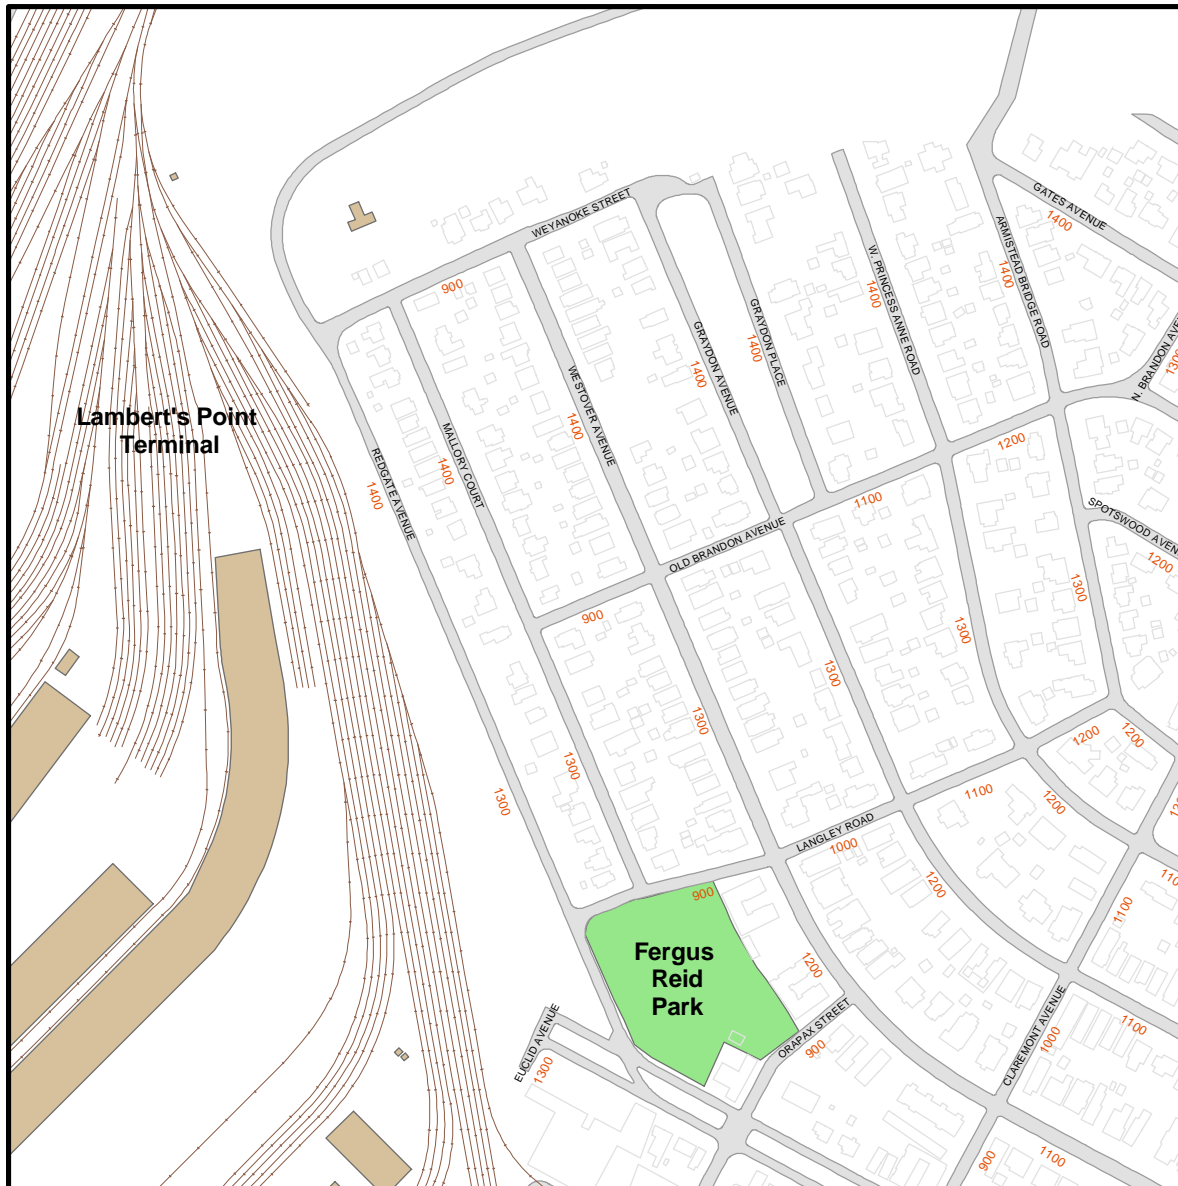 WEYANOKE STREET
900
GATES AVENUE
1400
ARMISTEAD BRIDGE ROAD
1400
W. PRINCESS ANNE ROAD
1400
GRAYDON PLACE
1400
GRAYDON AVENUE
1400
N. BRANDON AVE
1300
WESTOVER AVENUE
1400
MALLORY COURT
1400
REDGATE AVENUE
1400
Lambert's Point
Terminal
1200
1100
OLD BRANDON AVENUE
900
SPOTSWOOD AVEN
1200
1300
1300
1300
1300
1300
1300
1200
1200
1100
1200
LANGLEY ROAD
1000
1200
900
1100
1200
Fergus
Reid
Park
ORAPAX STREET
900
EUCLID AVENUE
1300
CLAREMONT AVENUE
1000
1100
1100
900